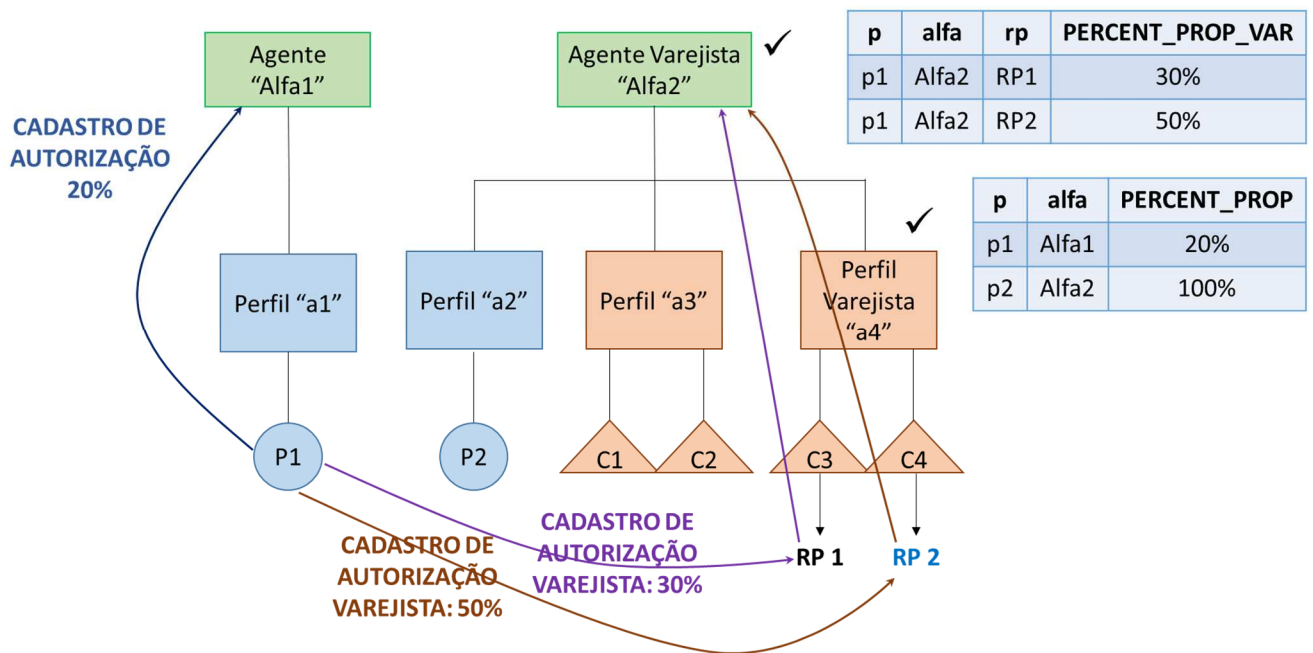 Agente
“Alfa1”
Agente Varejista
“Alfa2”
p alfa rp PERCENT_PROP_VAR
p1 Alfa2 RP1 30%
p1 Alfa2 RP2 50%
CADASTRO DE
AUTORIZAÇÃO
20%
p alfa PERCENT_PROP
p1 Alfa1 20%
p2 Alfa2 100%
Perfil “a1”
Perfil “a2”
Perfil “a3”
Perfil
Varejista
“a4”
P1
P2
C1
C2
C3
C4
CADASTRO DE
AUTORIZAÇÃO
VAREJISTA: 30%
RP 1
RP 2
CADASTRO DE
AUTORIZAÇÃO
VAREJISTA: 50%